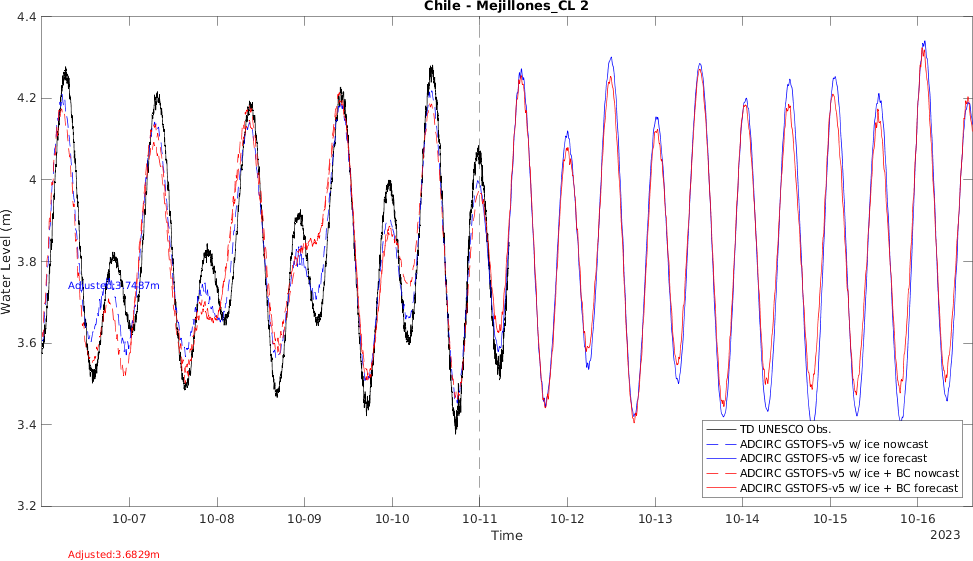 Chile - Mejillones_CL 2
4.4
4.2
4
3.8
3.6
3.4
3.2
Water Level (m)
Adjusted:3.7487m
TD UNESCO Obs.
ADCIRC GSTOFS-v5 w/ ice nowcast
ADCIRC GSTOFS-v5 w/ ice forecast
ADCIRC GSTOFS-v5 w/ ice + BC nowcast
ADCIRC GSTOFS-v5 w/ ice + BC forecast
10-07 10-08 10-09 10-10 10-11 10-12 10-13 10-14 10-15 10-16
Time
2023
Adjusted:3.6829m